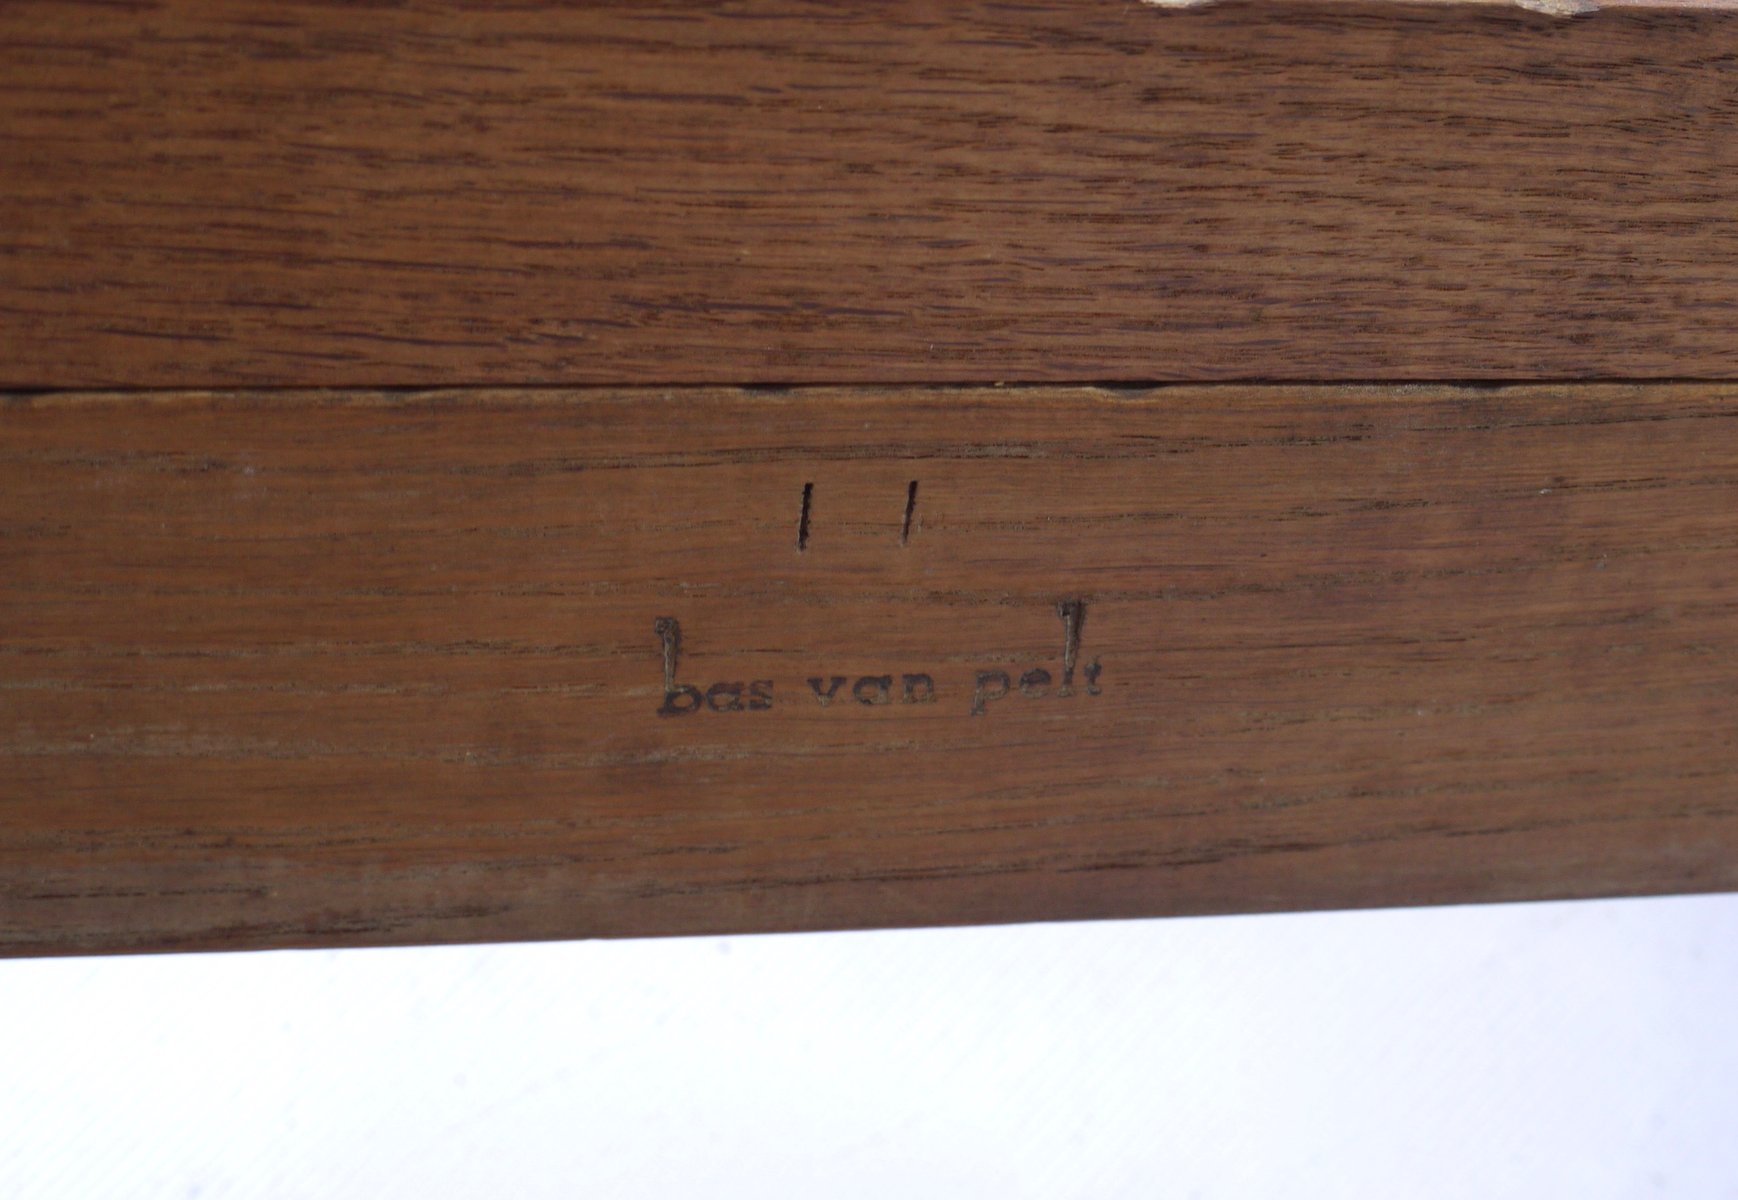 I I
bas van pelt